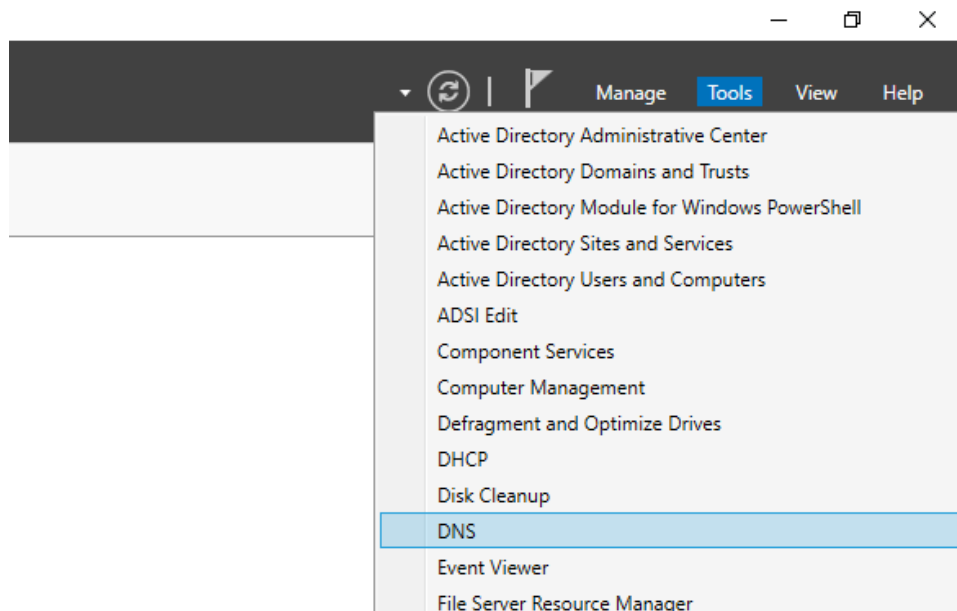 Manage Tools View Help
Active Directory Administrative Center
Active Directory Domains and Trusts
Active Directory Module for Windows PowerShell
Active Directory Sites and Services
Active Directory Users and Computers
ADSI Edit
Component Services
Computer Management
Defragment and Optimize Drives
DHCP
Disk Cleanup
DNS
Event Viewer
File Server Resource Manager